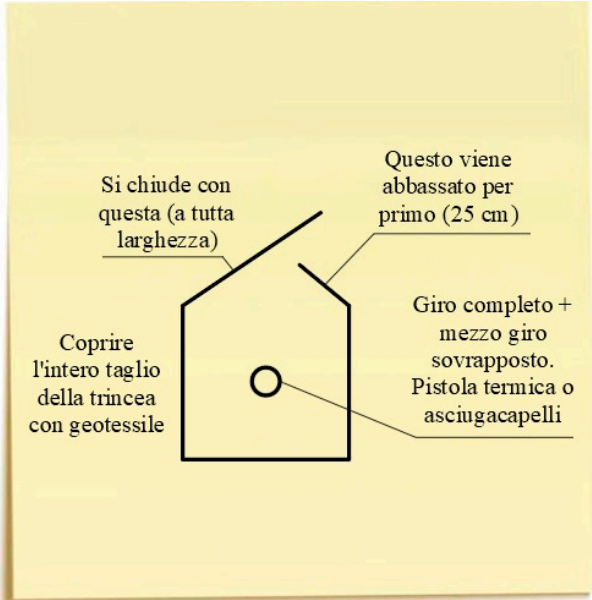 Si chiude con
questa (a tutta
larghezza)
Questo viene
abbassato per
primo (25 cm)
Coprire
l'intero taglio
della trincea
con geotessile
Giro completo +
mezzo giro
sovrapposto.
Pistola termica o
asciugacapelli